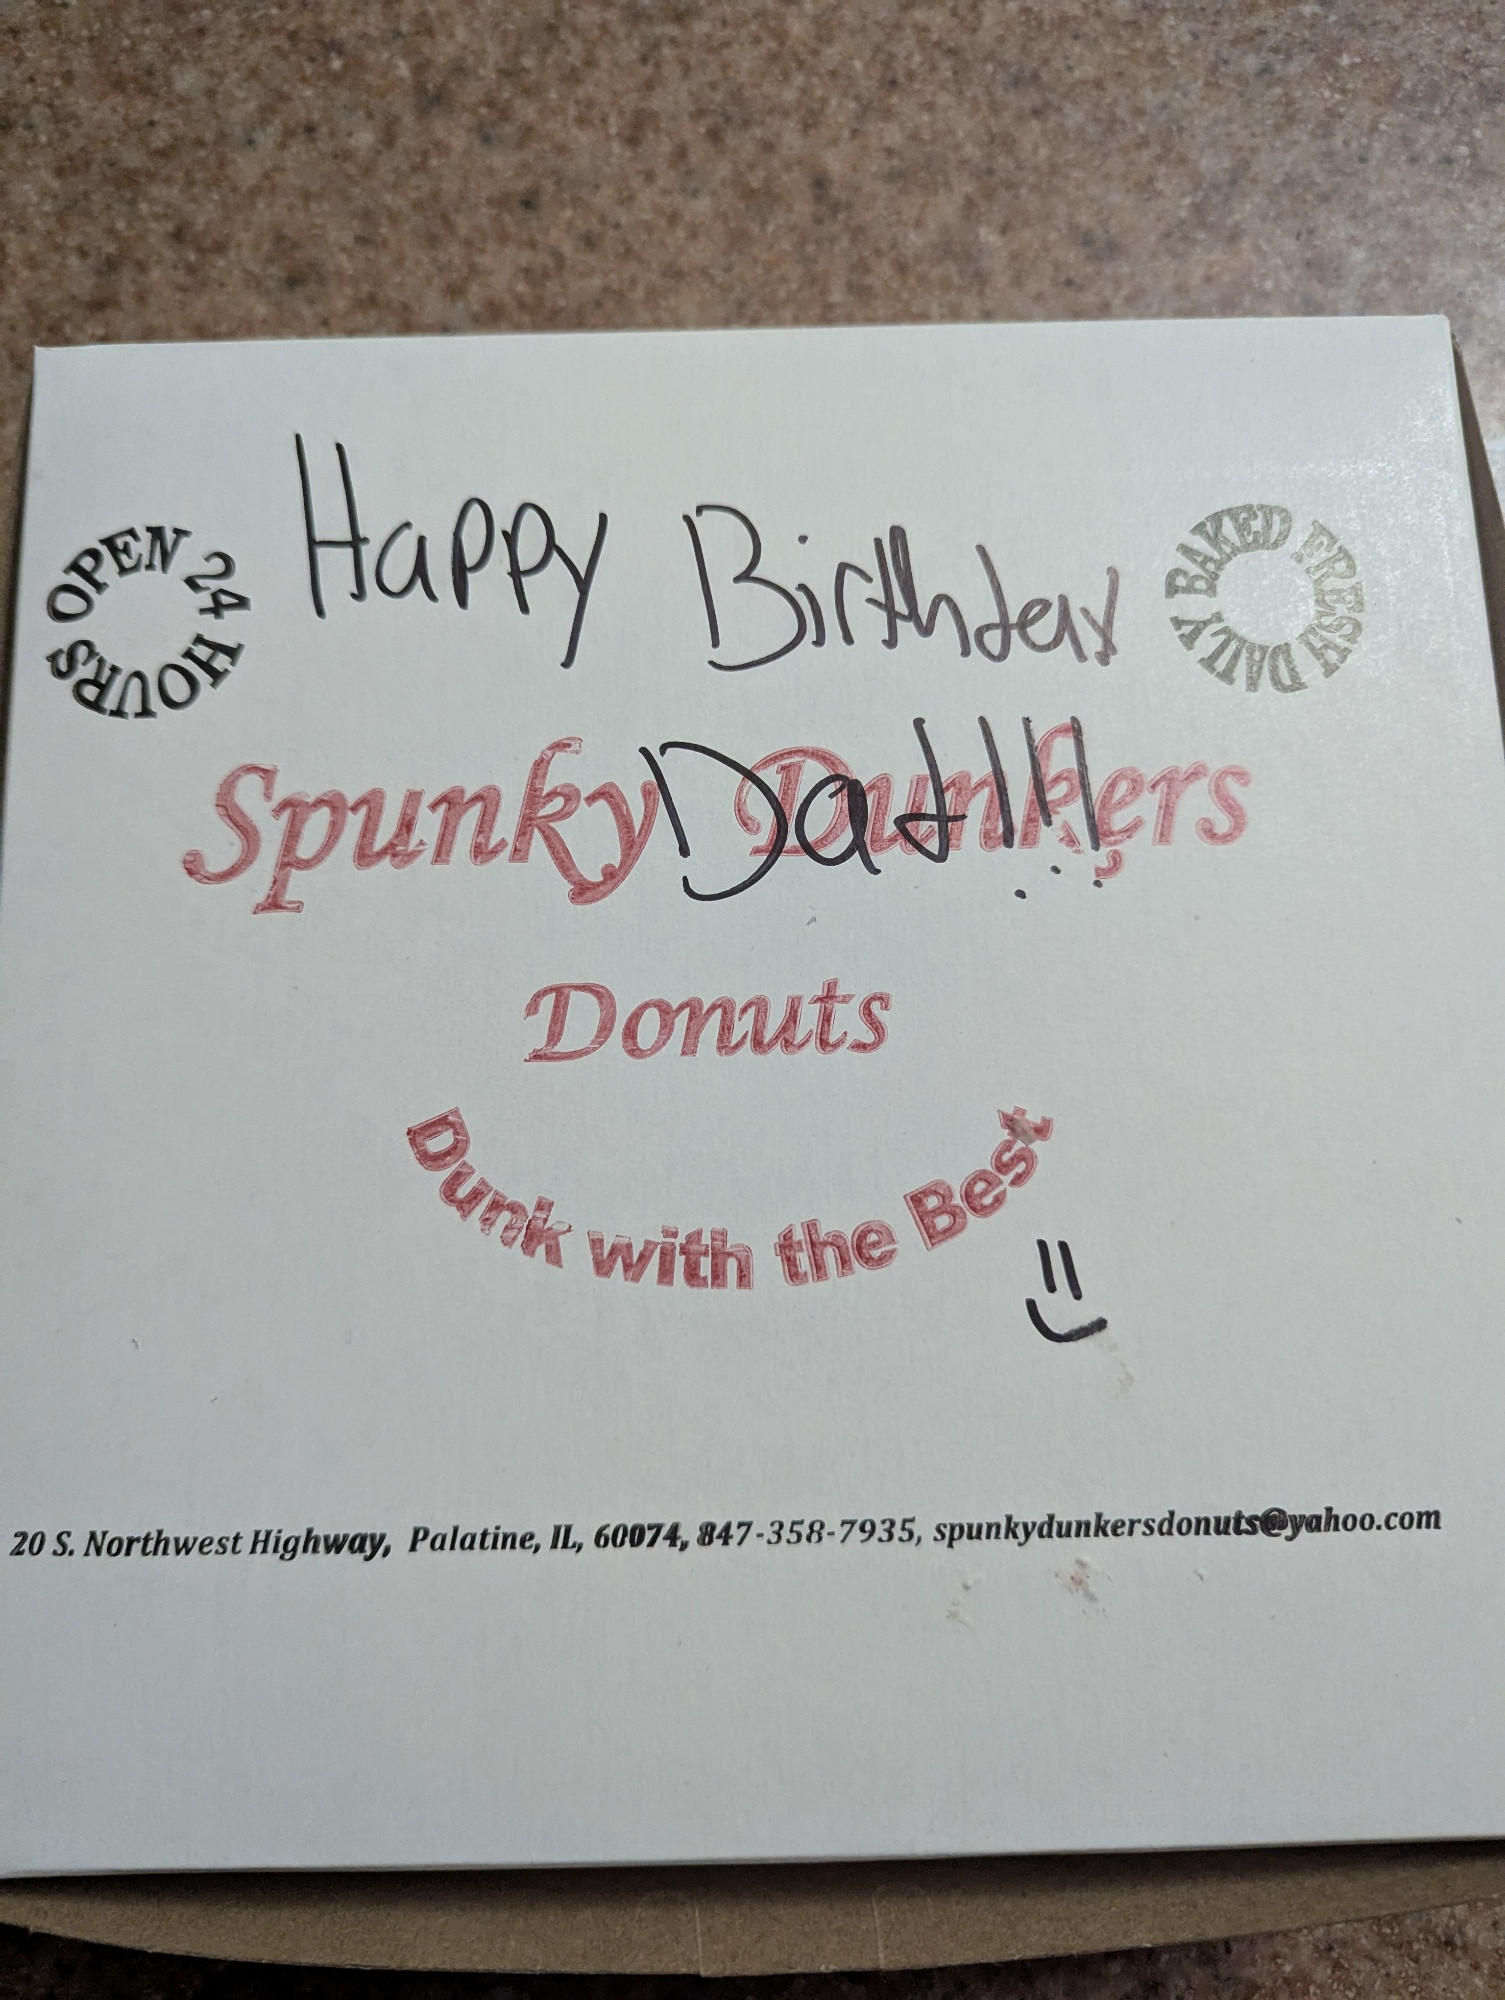 Happy Birthday
OPEN 24 HOURS
BAKED FRESH DAILY
Dad!!!
Spunky Dunkers
Donuts
Dunk with the Best
20 S. Northwest Highway, Palatine, IL, 60074, 847-358-7935, spunkydunkersdonuts@yahoo.com